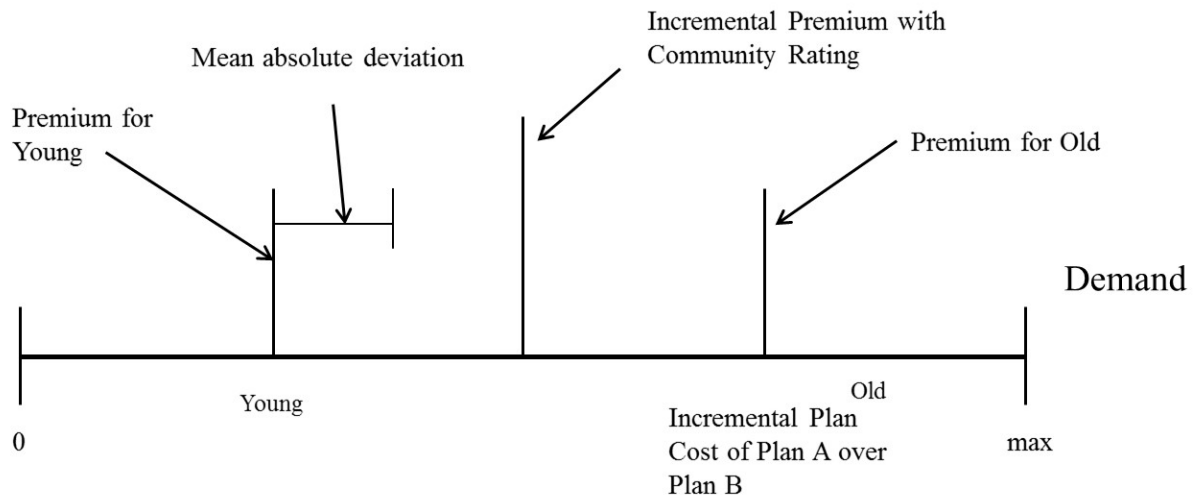 Incremental Premium with
Community Rating
Mean absolute deviation
Premium for
Young
Premium for Old
Demand
Young
Old
Incremental Plan
Cost of Plan A over
Plan B
0
max